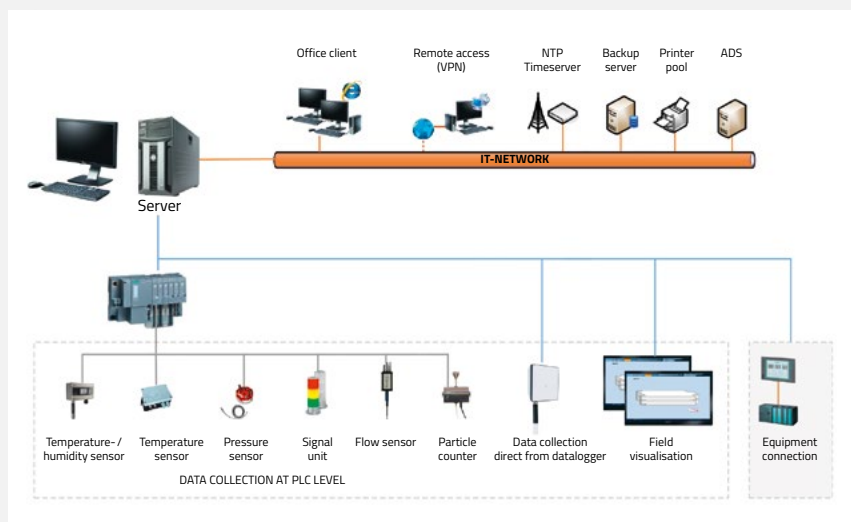 Office client
Remote access
(VPN)
NTP
Timeserver
Backup
server
Printer
pool
ADS
IT-NETWORK
Server
Temperature- /
humidity sensor
Temperature
sensor
Pressure
sensor
Signal
unit
Flow sensor
Particle
counter
Data collection
direct from datalogger
Field
visualisation
Equipment
connection
DATA COLLECTION AT PLC LEVEL